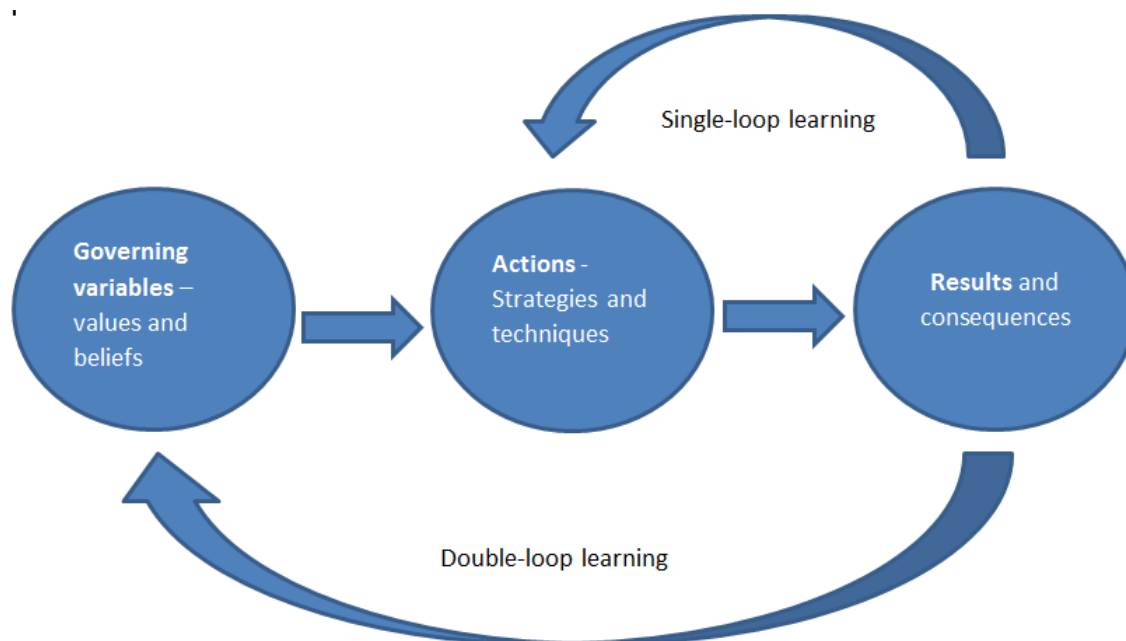 Single-loop learning
Governing
variables –
values and
beliefs
Actions -
Strategies and
techniques
Results and
consequences
Double-loop learning